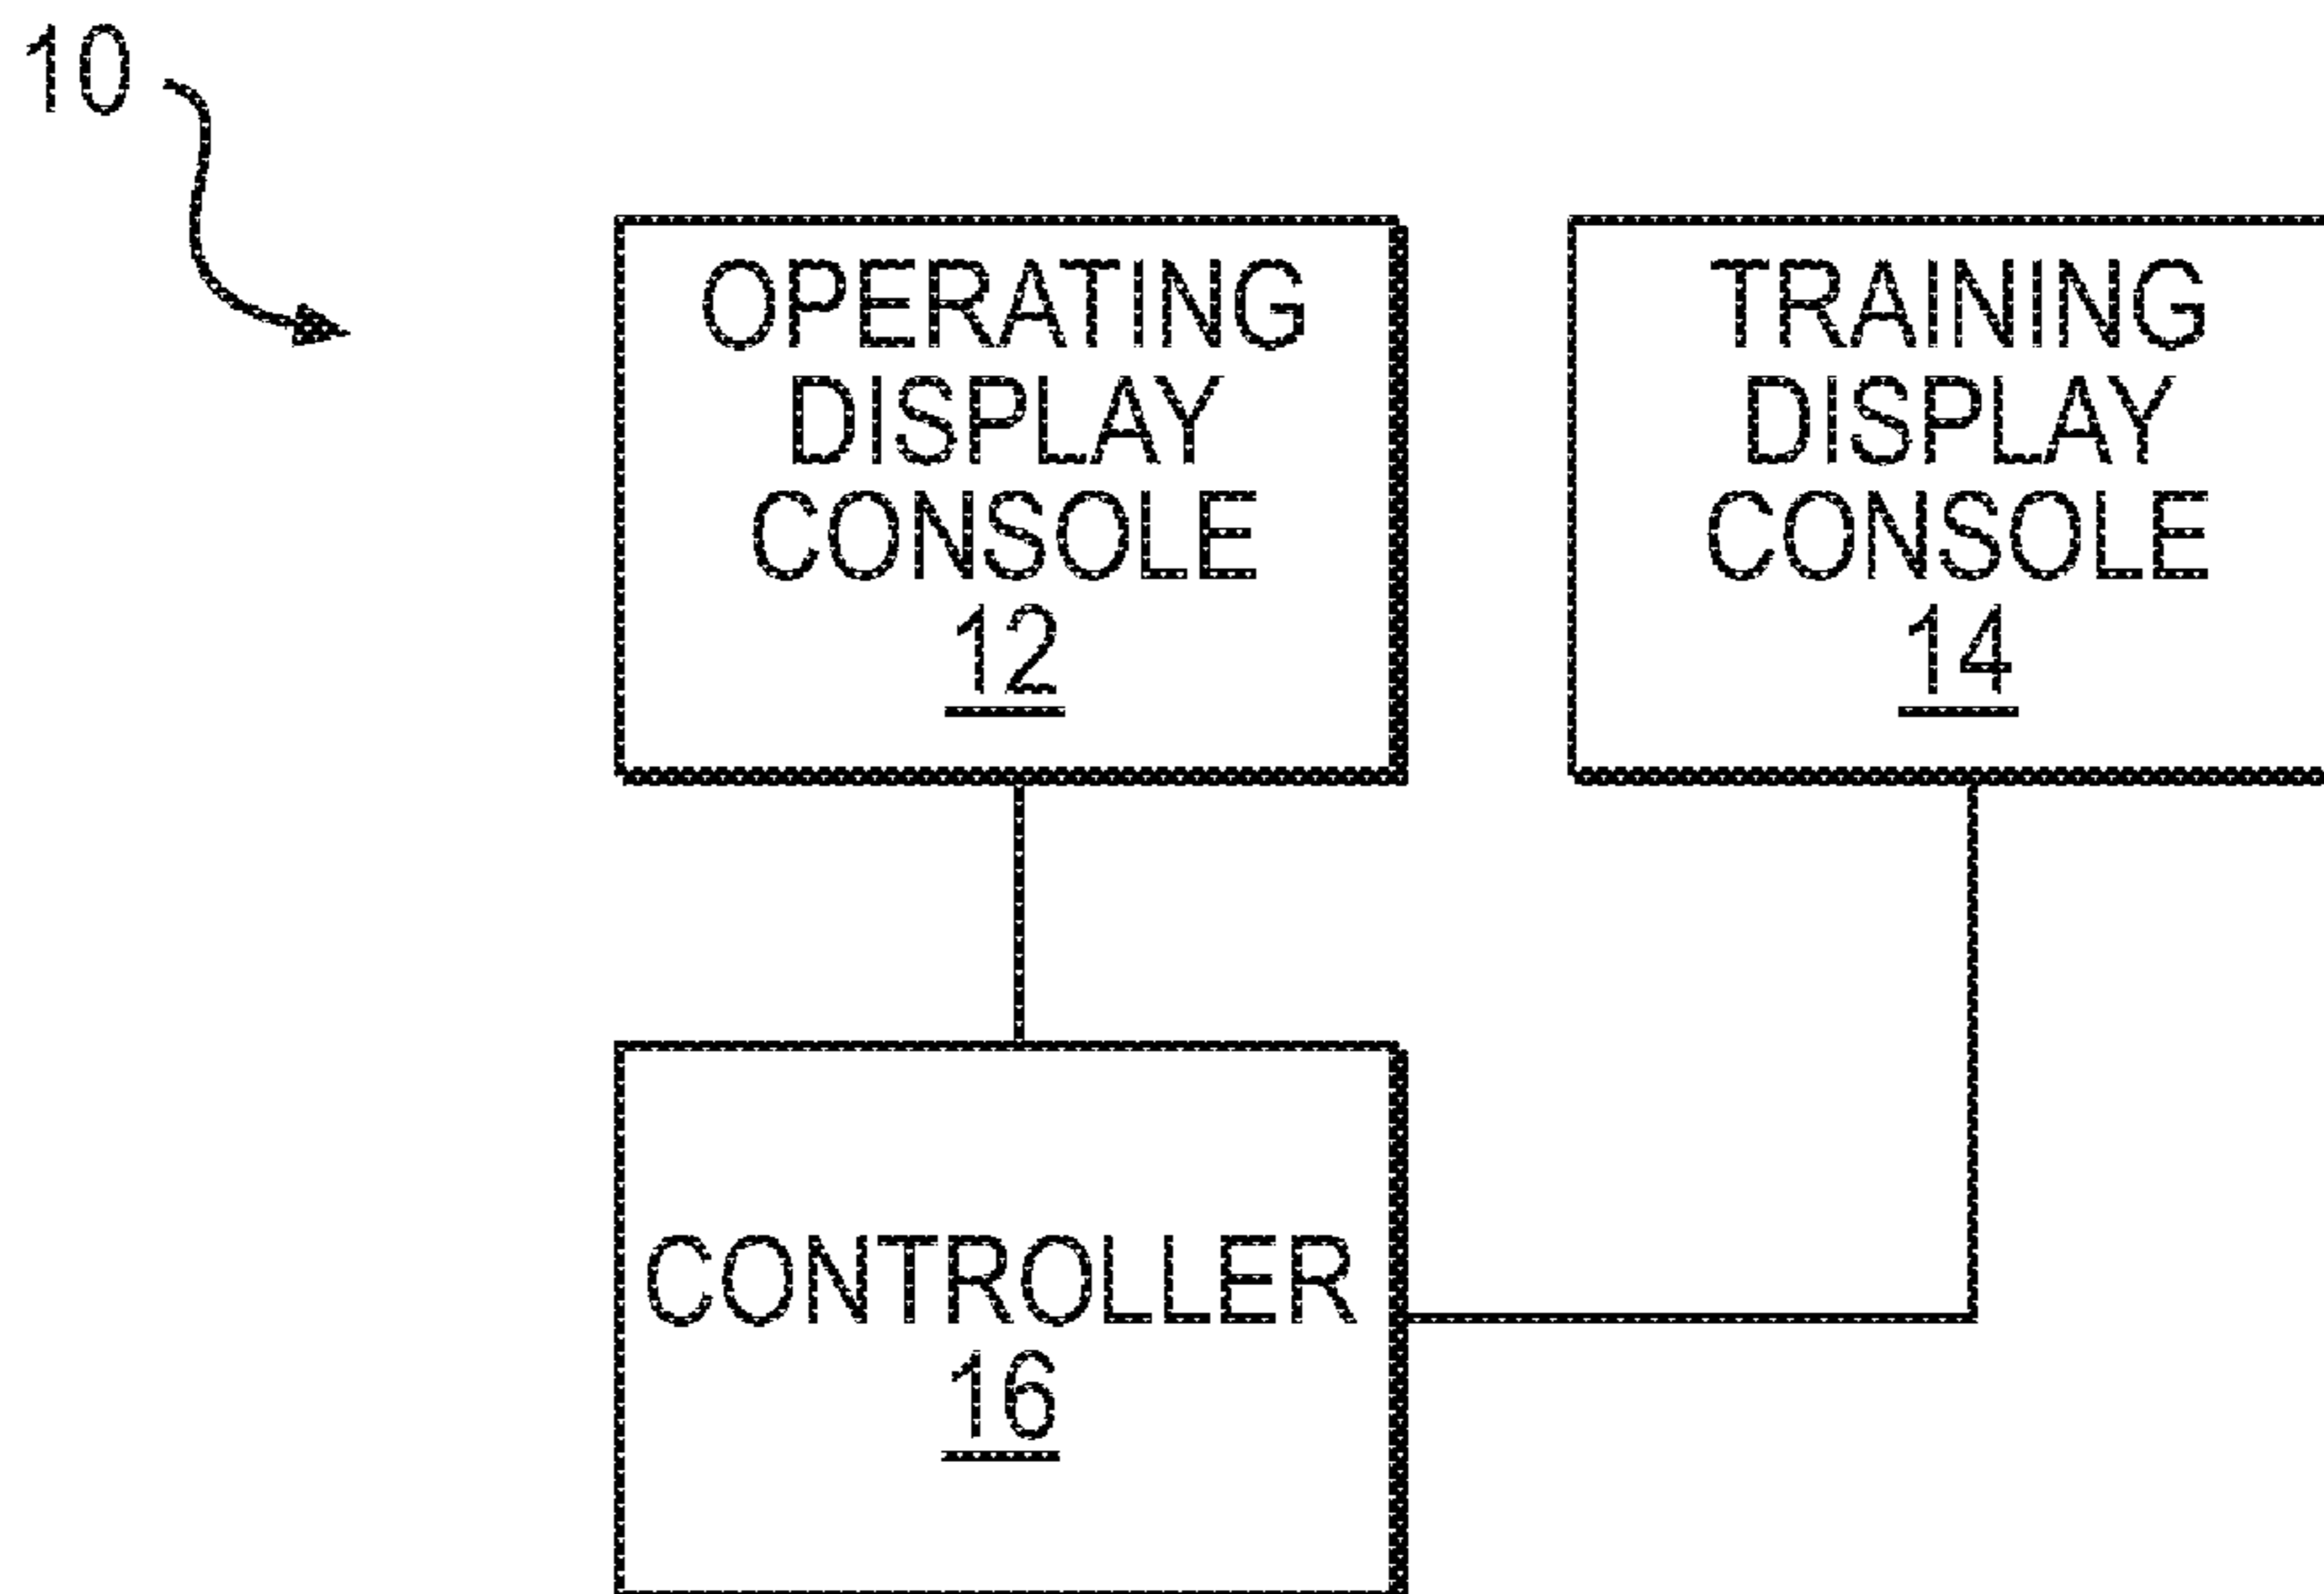 10
OPERATING
DISPLAY
CONSOLE
12
TRAINING
DISPLAY
CONSOLE
14
CONTROLLER
16